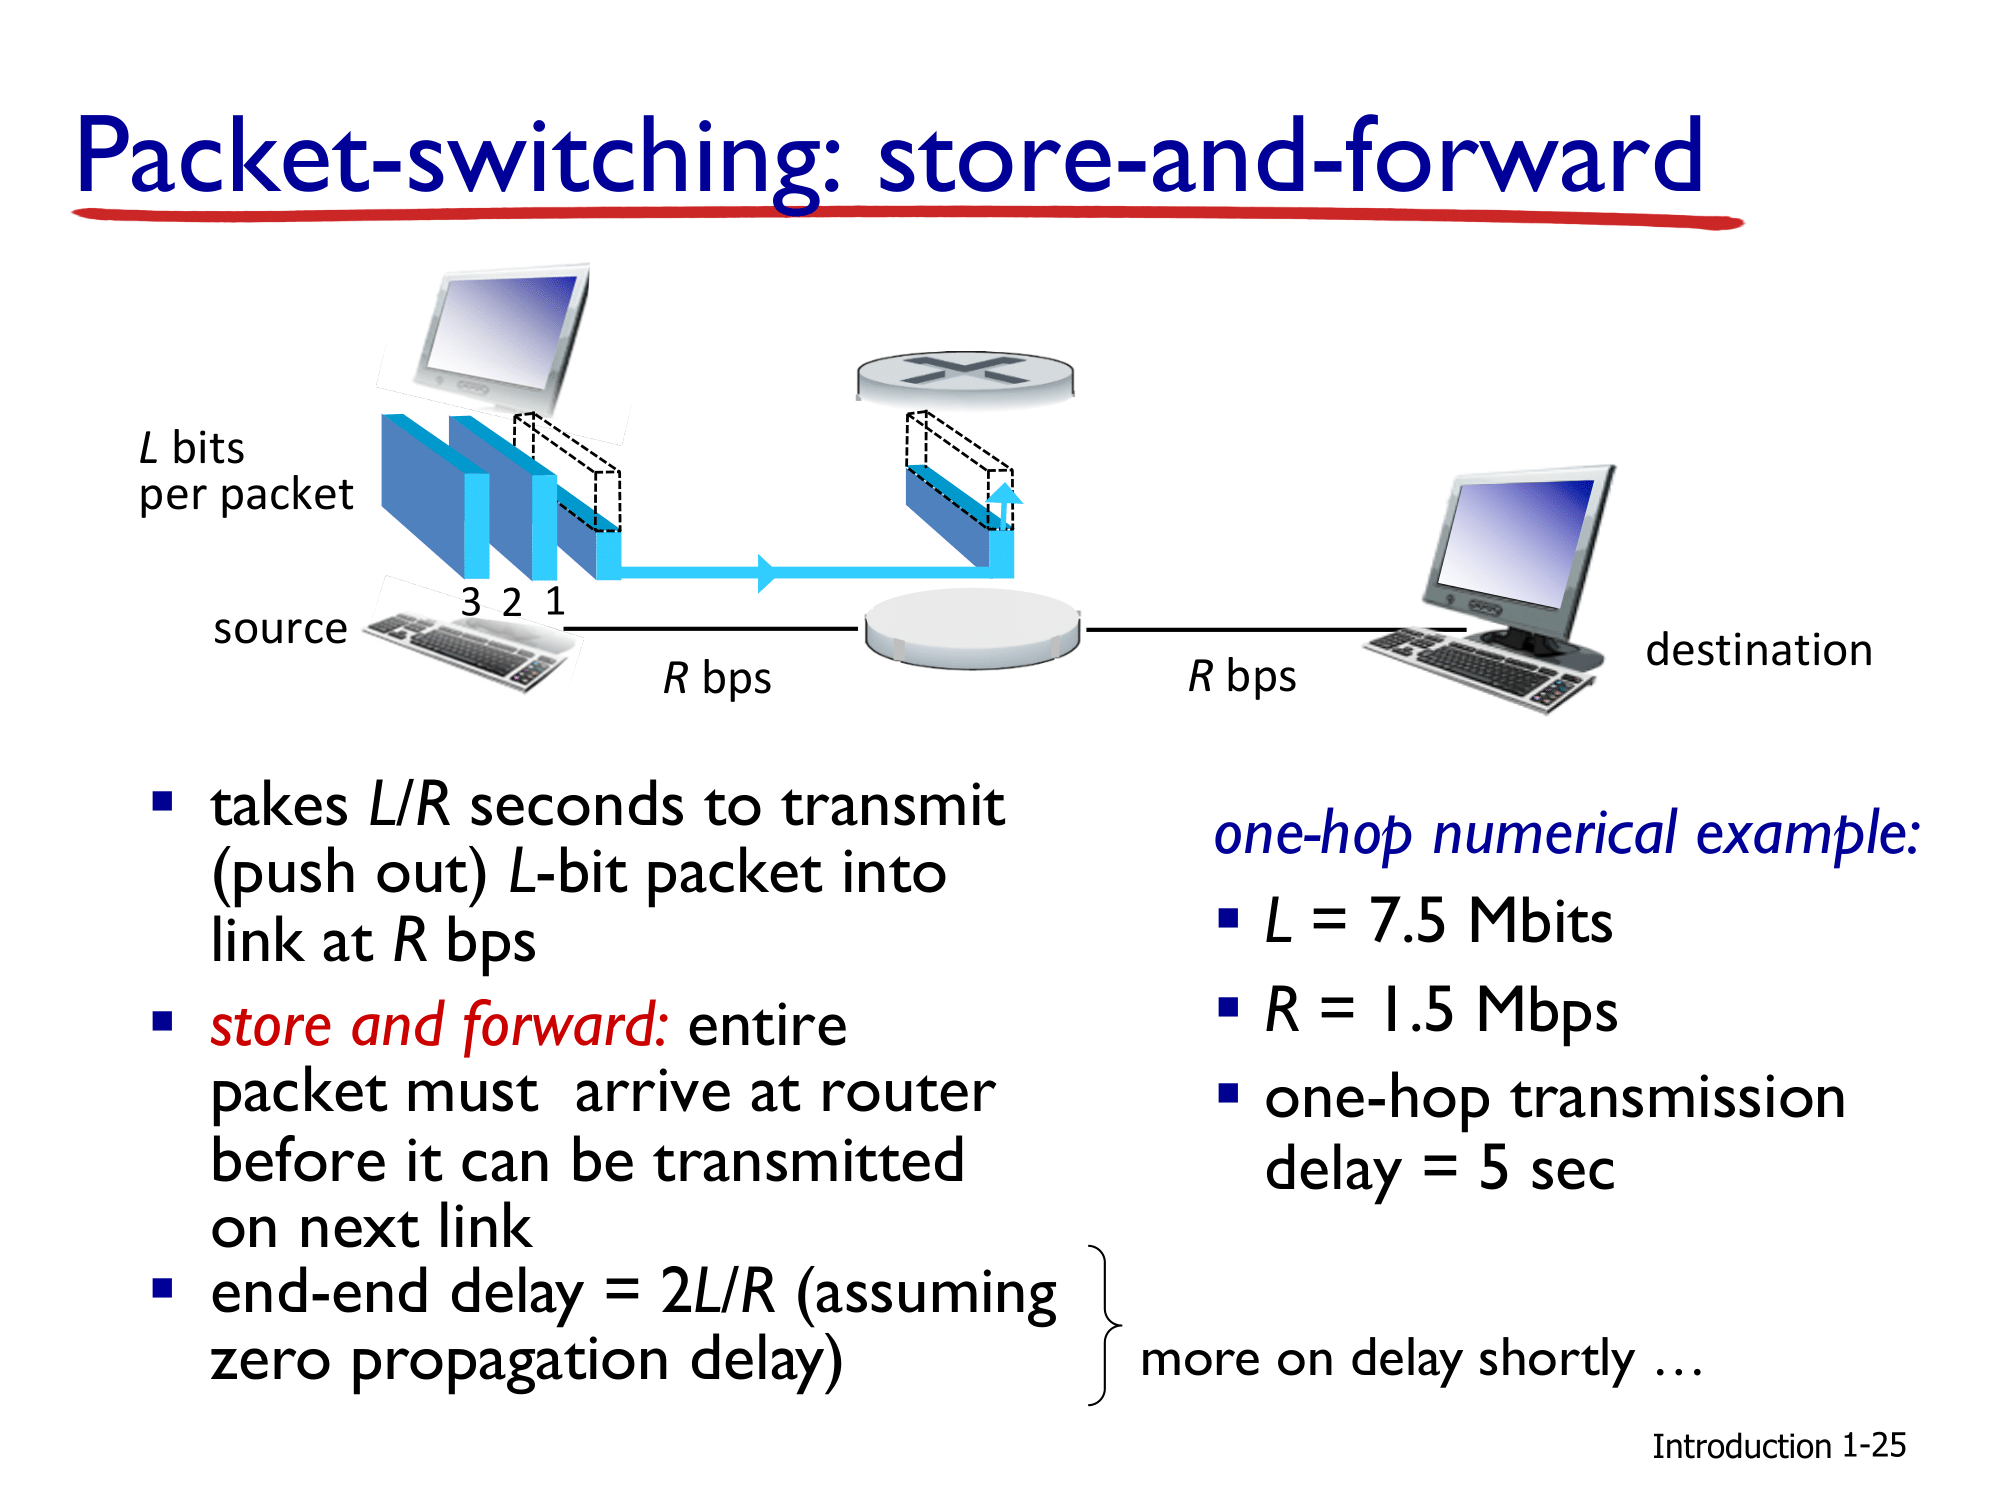 Packet-switching: store-and-forward
L bits
per packet
3 2 1
source
R bps
R bps
destination
takes L/R seconds to transmit
(push out) L-bit packet into
link at R bps
store and forward: entire
packet must arrive at router
before it can be transmitted
on next link
end-end delay = 2L/R (assuming
zero propagation delay)
one-hop numerical example:
L = 7.5 Mbits
R = 1.5 Mbps
one-hop transmission
delay = 5 sec
more on delay shortly …
Introduction 1-25